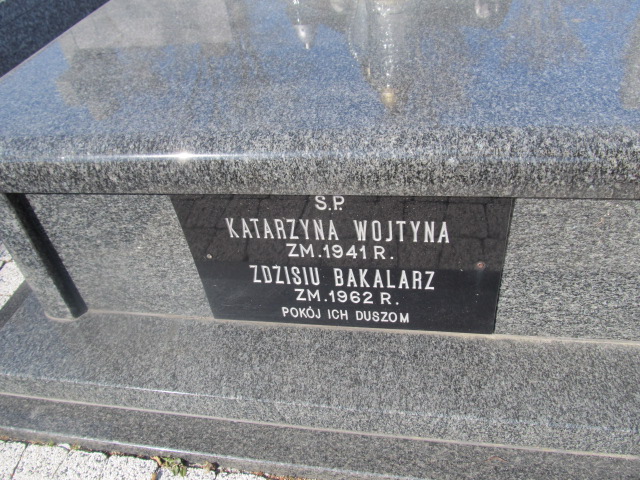 S.P.
KATARZYNA WOJTYNA
ZM.1941 R.
ZDZISIU BAKALARZ
ZM.1962 R.
POKÓJ ICH DUSZOM